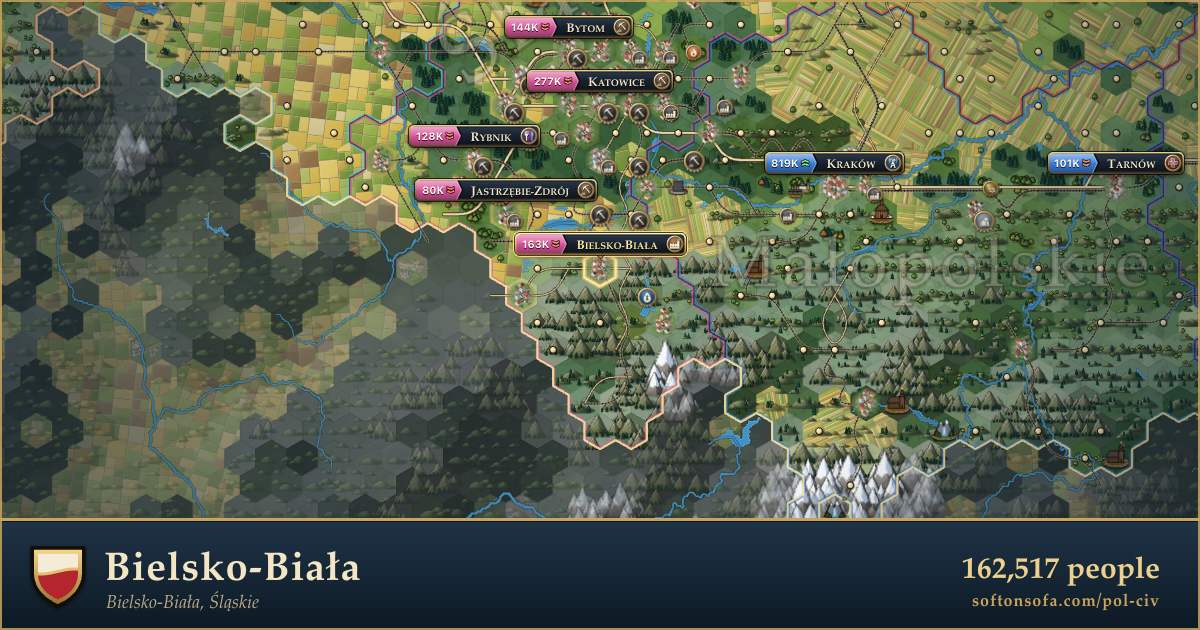 144K BYTOM
277K KATOWICE
128K RYBNIK
819K KRAKÓW
101K TARNÓW
80K JASTRZĘBIE-ZDRÓJ
163K BIELSKO-BIAŁA
Małopolskie
Bielsko-Biała
162,517 people
Bielsko-Biała, Śląskie
softonsofa.com/pol-civ